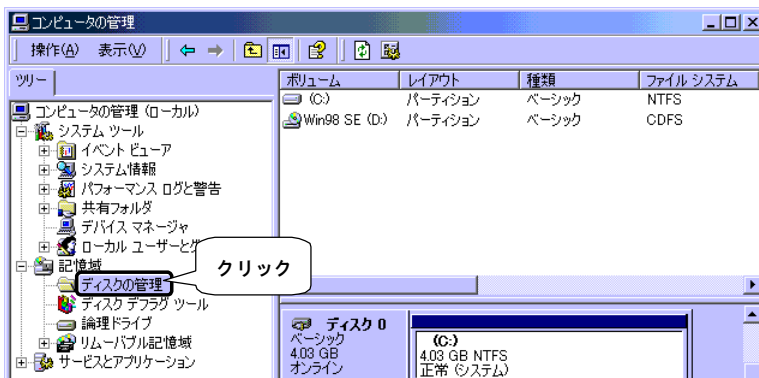 コンピュータの管理
操作(A) 表示(V)
ツリー
ボリューム レイアウト 種類 ファイル システム
(C:) パーティション ベーシック NTFS
Win98 SE (D:) パーティション ベーシック CDFS
コンピュータの管理 (ローカル)
システム ツール
イベント ビューア
システム情報
パフォーマンス ログと警告
共有フォルダ
デバイス マネージャ
ローカル ユーザーと
記憶域
クリック
ディスクの管理
ディスク デフラグ ツール
論理ドライブ
リムーバブル記憶域
サービスとアプリケーション
ディスク 0
ベーシック
4.03 GB
オンライン
(C:)
4.03 GB NTFS
正常 (システム)